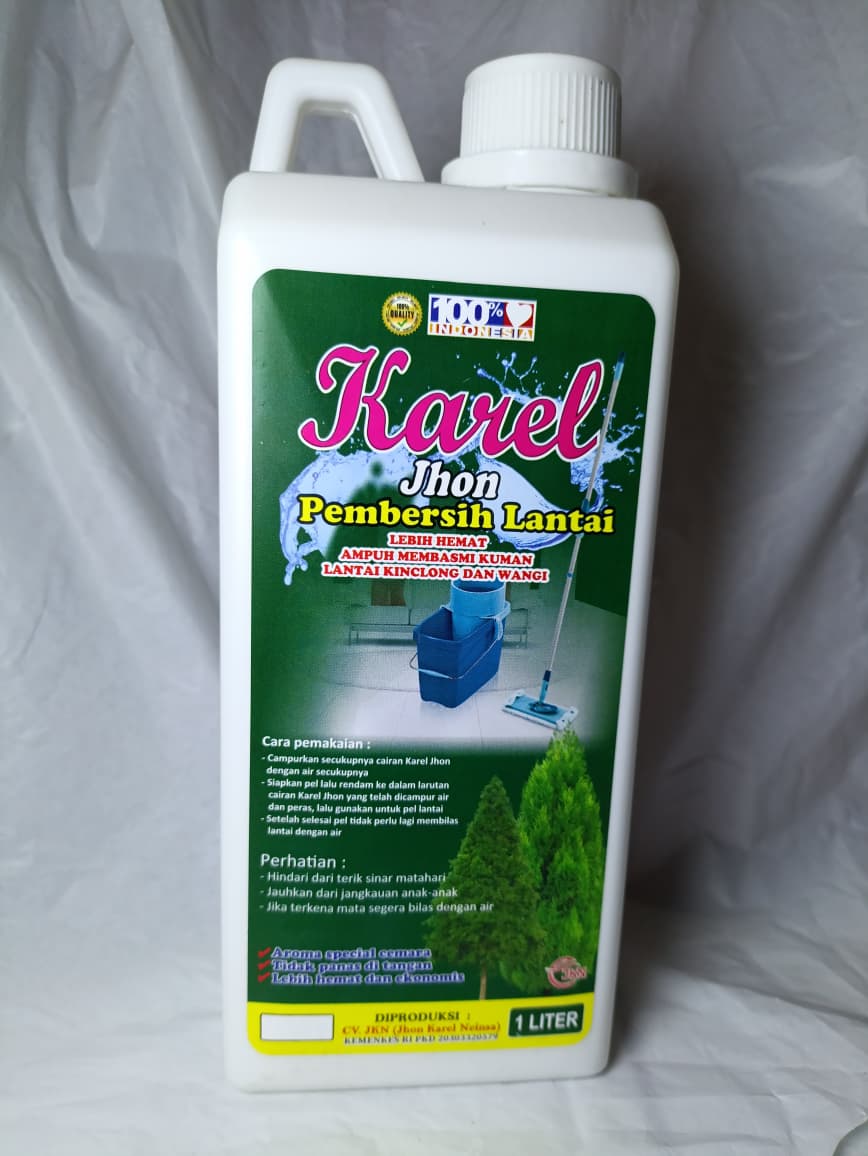 100%
QUALITY
100%
INDONESIA
Karel
Jhon
Pembersih Lantai
LEBIH HEMAT
AMPUH MEMBASMI KUMAN
LANTAI KINCLONG DAN WANGI
Cara pemakaian :
- Campurkan secukupnya cairan Karel Jhon
dengan air secukupnya
- Siapkan pel lalu rendam ke dalam larutan
cairan Karel Jhon yang telah dicampur air
dan peras, lalu gunakan untuk pel lantai
- Setelah selesai pel tidak perlu lagi membilas
lantai dengan air
Perhatian :
- Hindari dari terik sinar matahari
- Jauhkan dari jangkauan anak-anak
- Jika terkena mata segera bilas dengan air
Aroma special cemara
Tidak panas di tangan
Lebih hemat dan ekonomis
JKN
DIPRODUKSI :
CV. JKN (Jhon Karel Neinsa)
KEMENKES RI PKD 20303320579
1 LITER